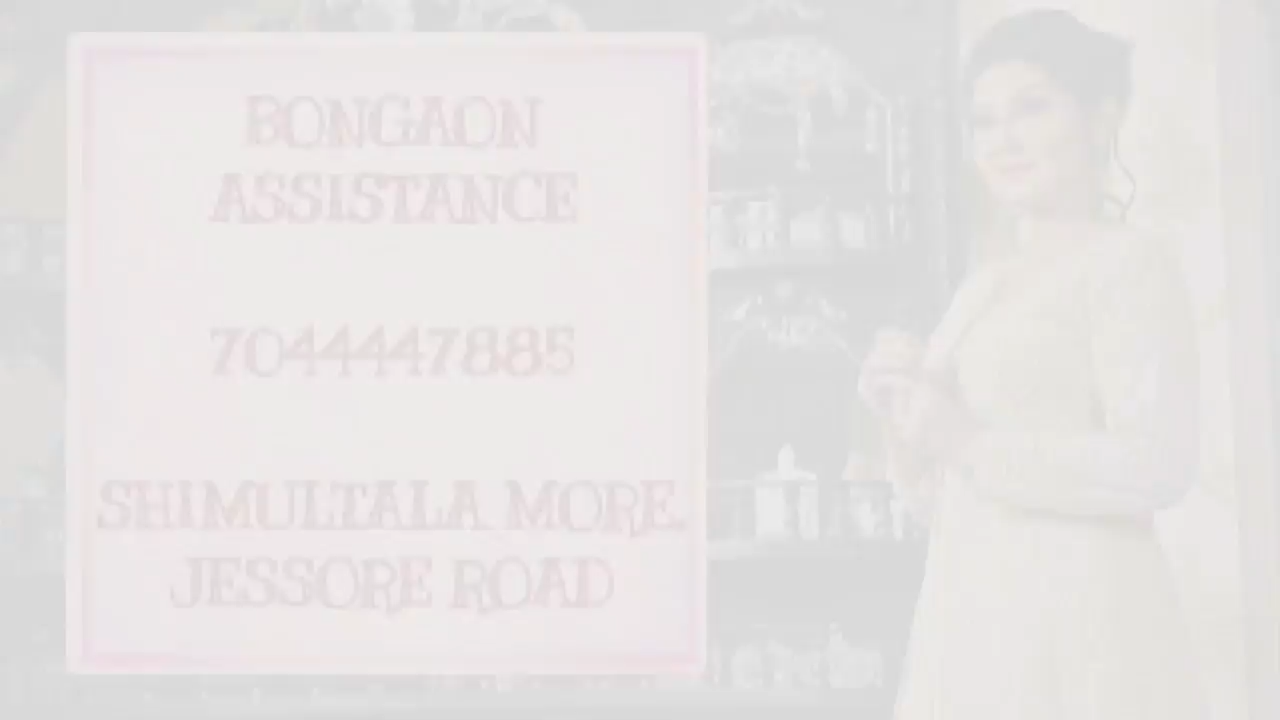 BONGAON
ASSISTANCE
7044447885
SHIMULTALA MORE,
JESSORE ROAD